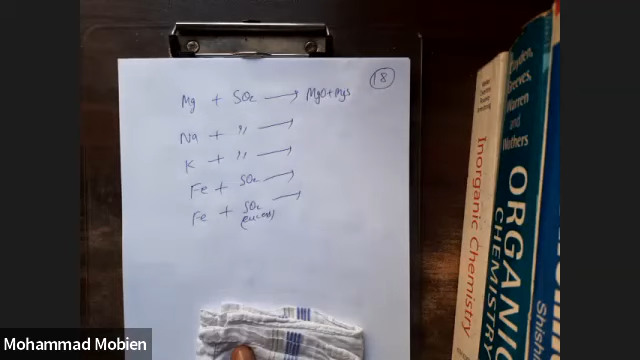 18
Mg + SO2 → MgO + MgS
Na + ,, →
K + ,, →
Fe + SO2 →
Fe + SO2 →
(excess)
Inorganic Chemistry
Clayden, Greeves,
Warren
and
Wothers
ORGANIC
CHEMISTRY
Mohammad Mobien